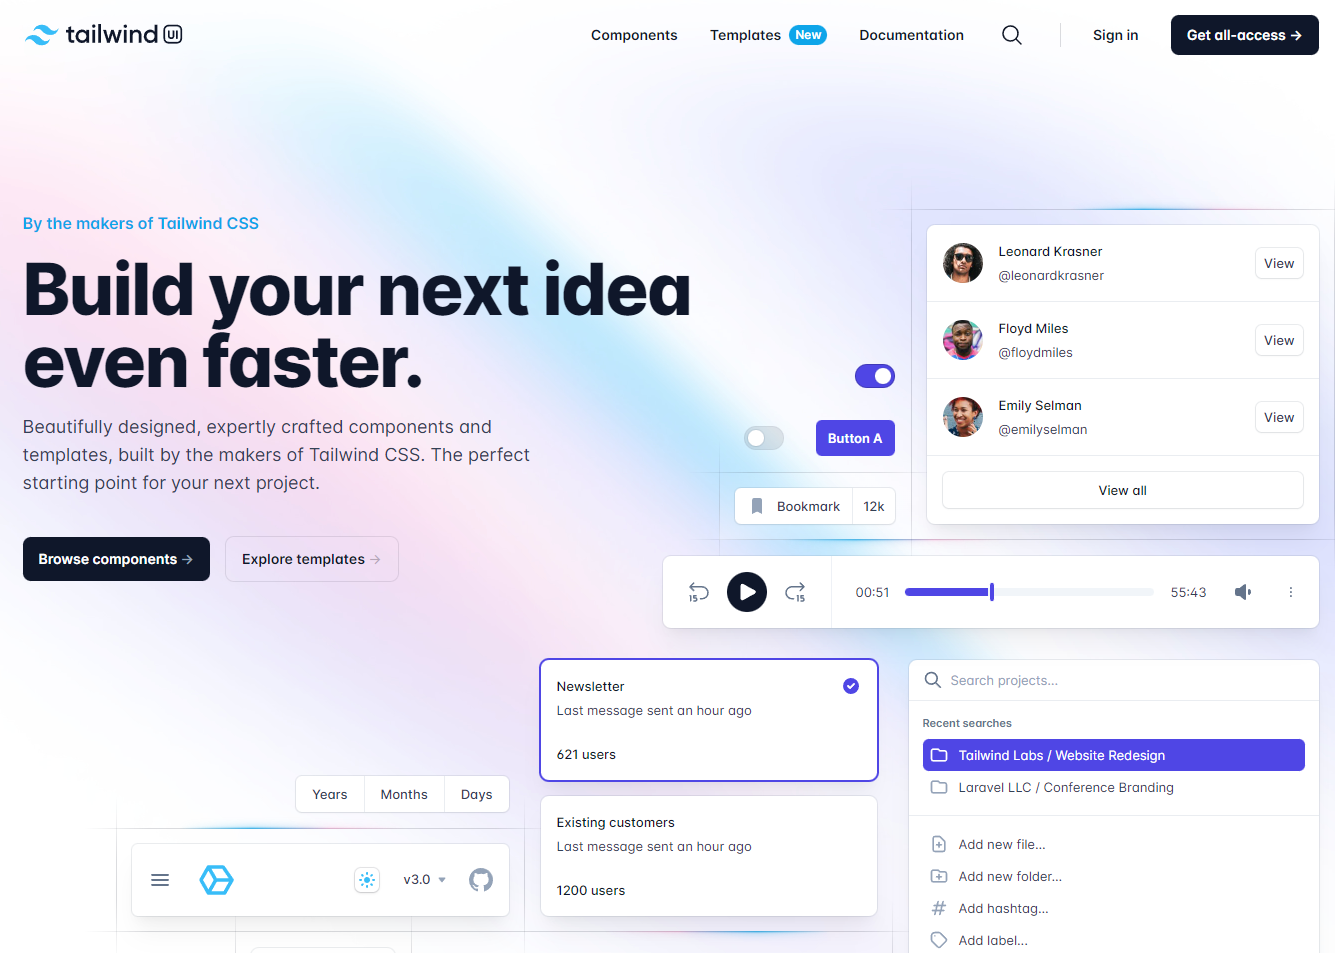 tailwind UI
Components
Templates New
Documentation
Sign in
Get all-access →
By the makers of Tailwind CSS
Build your next idea
even faster.
Beautifully designed, expertly crafted components and
templates, built by the makers of Tailwind CSS. The perfect
starting point for your next project.
Browse components →
Explore templates →
Leonard Krasner
@leonardkrasner
View
Floyd Miles
@floydmiles
View
Emily Selman
@emilyselman
View
View all
Button A
Bookmark
12k
15
15
00:51
55:43
Newsletter
Last message sent an hour ago
621 users
Existing customers
Last message sent an hour ago
1200 users
Years
Months
Days
v3.0
Search projects...
Recent searches
Tailwind Labs / Website Redesign
Laravel LLC / Conference Branding
Add new file...
Add new folder...
# Add hashtag...
Add label...